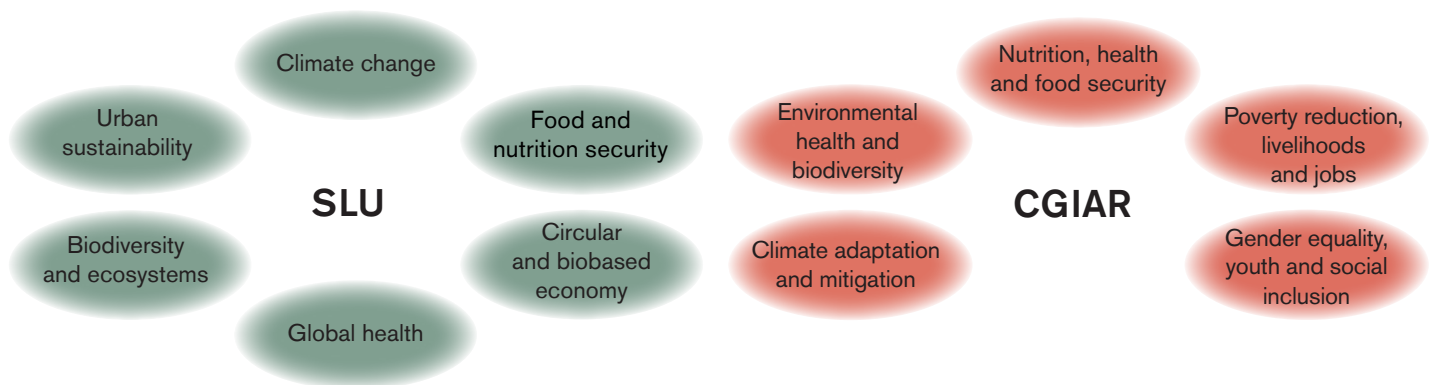 Climate change
Urban
sustainability
Food and
nutrition security
SLU
Biodiversity
and ecosystems
Circular
and biobased
economy
Global health
Nutrition, health
and food security
Environmental
health and
biodiversity
Poverty reduction,
livelihoods
and jobs
CGIAR
Climate adaptation
and mitigation
Gender equality,
youth and social
inclusion